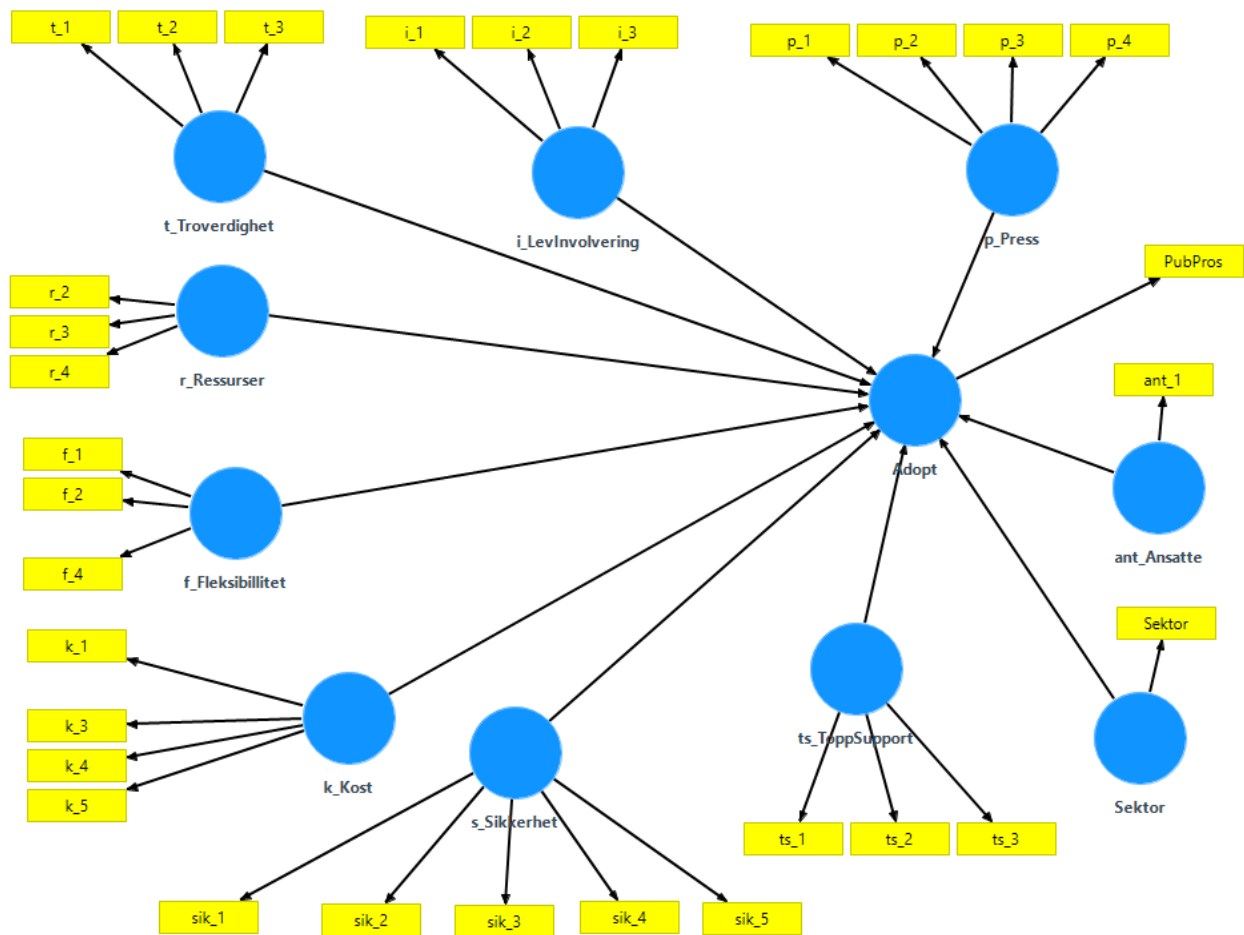 t_1
t_2
t_3
i_1
i_2
i_3
p_1
p_2
p_3
p_4
t_Troverdighet
i_LevInvolvering
p_Press
PubPros
r_2
r_3
r_4
r_Ressurser
ant_1
Adopt
f_1
f_2
f_4
f_Fleksibillitet
ant_Ansatte
k_1
k_3
k_4
k_5
k_Kost
s_Sikkerhet
ts_ToppSupport
Sektor
Sektor
ts_1
ts_2
ts_3
sik_1
sik_2
sik_3
sik_4
sik_5